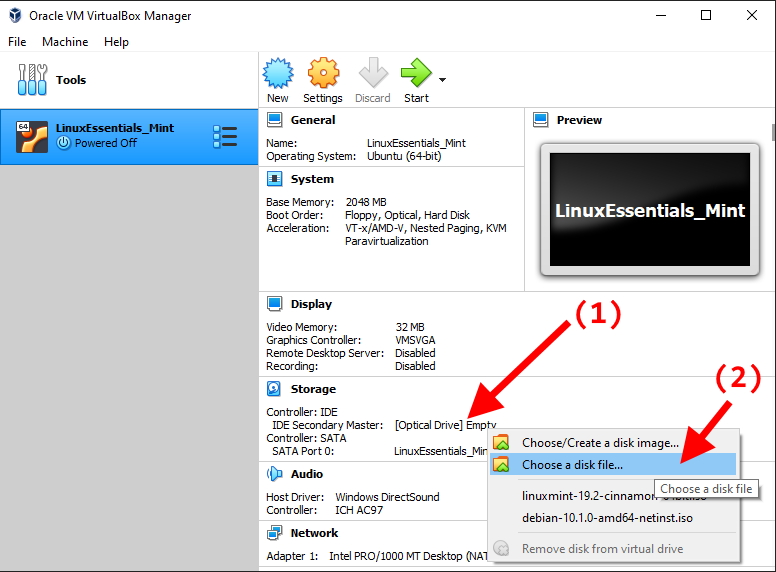 Oracle VM VirtualBox Manager
File Machine Help
Tools
New Settings Discard Start
64
LinuxEssentials_Mint
Powered Off
General
Name: LinuxEssentials_Mint
Operating System: Ubuntu (64-bit)
Preview
LinuxEssentials_Mint
System
Base Memory: 2048 MB
Boot Order: Floppy, Optical, Hard Disk
Acceleration: VT-x/AMD-V, Nested Paging, KVM
Paravirtualization
Display
Video Memory: 32 MB
Graphics Controller: VMSVGA
Remote Desktop Server: Disabled
Recording: Disabled
(1)
(2)
Storage
Controller: IDE
IDE Secondary Master: [Optical Drive] Empty
Controller: SATA
SATA Port 0: LinuxEssentials_Min
Choose/Create a disk image...
Choose a disk file...
Choose a disk file
linuxmint-19.2-cinnamon
debian-10.1.0-amd64-netinst.iso
Remove disk from virtual drive
Audio
Host Driver: Windows DirectSound
Controller: ICH AC97
Network
Adapter 1: Intel PRO/1000 MT Desktop (NAT